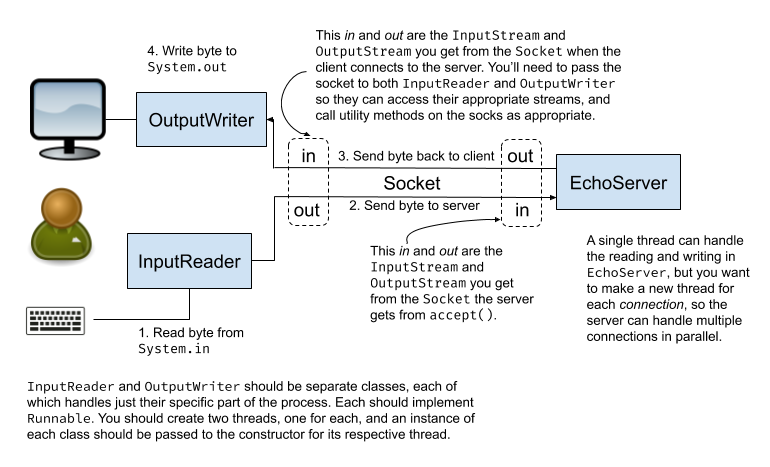 This in and out are the InputStream and
OutputStream you get from the Socket when the
client connects to the server. You'll need to pass the
socket to both InputReader and OutputWriter
so they can access their appropriate streams, and
call utility methods on the socks as appropriate.
4. Write byte to
System.out
OutputWriter
in
3. Send byte back to client
out
EchoServer
Socket
out
2. Send byte to server
in
InputReader
This in and out are the
InputStream and
OutputStream you get
from the Socket the server
gets from accept().
A single thread can handle
the reading and writing in
EchoServer, but you want
to make a new thread for
each connection, so the
server can handle multiple
connections in parallel.
1. Read byte from
System.in
InputReader and OutputWriter should be separate classes, each of
which handles just their specific part of the process. Each should implement
Runnable. You should create two threads, one for each, and an instance of
each class should be passed to the constructor for its respective thread.